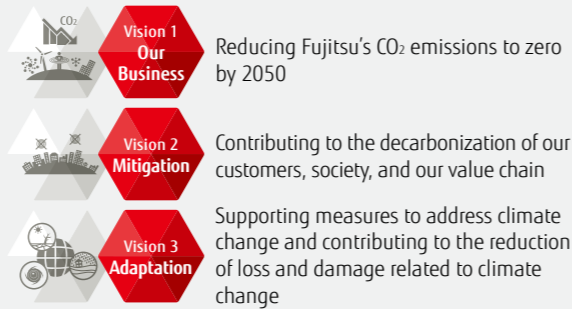 CO2
Vision 1
Our
Business
Reducing Fujitsu's CO2 emissions to zero
by 2050
Vision 2
Mitigation
Contributing to the decarbonization of our
customers, society, and our value chain
Vision 3
Adaptation
Supporting measures to address climate
change and contributing to the reduction
of loss and damage related to climate
change